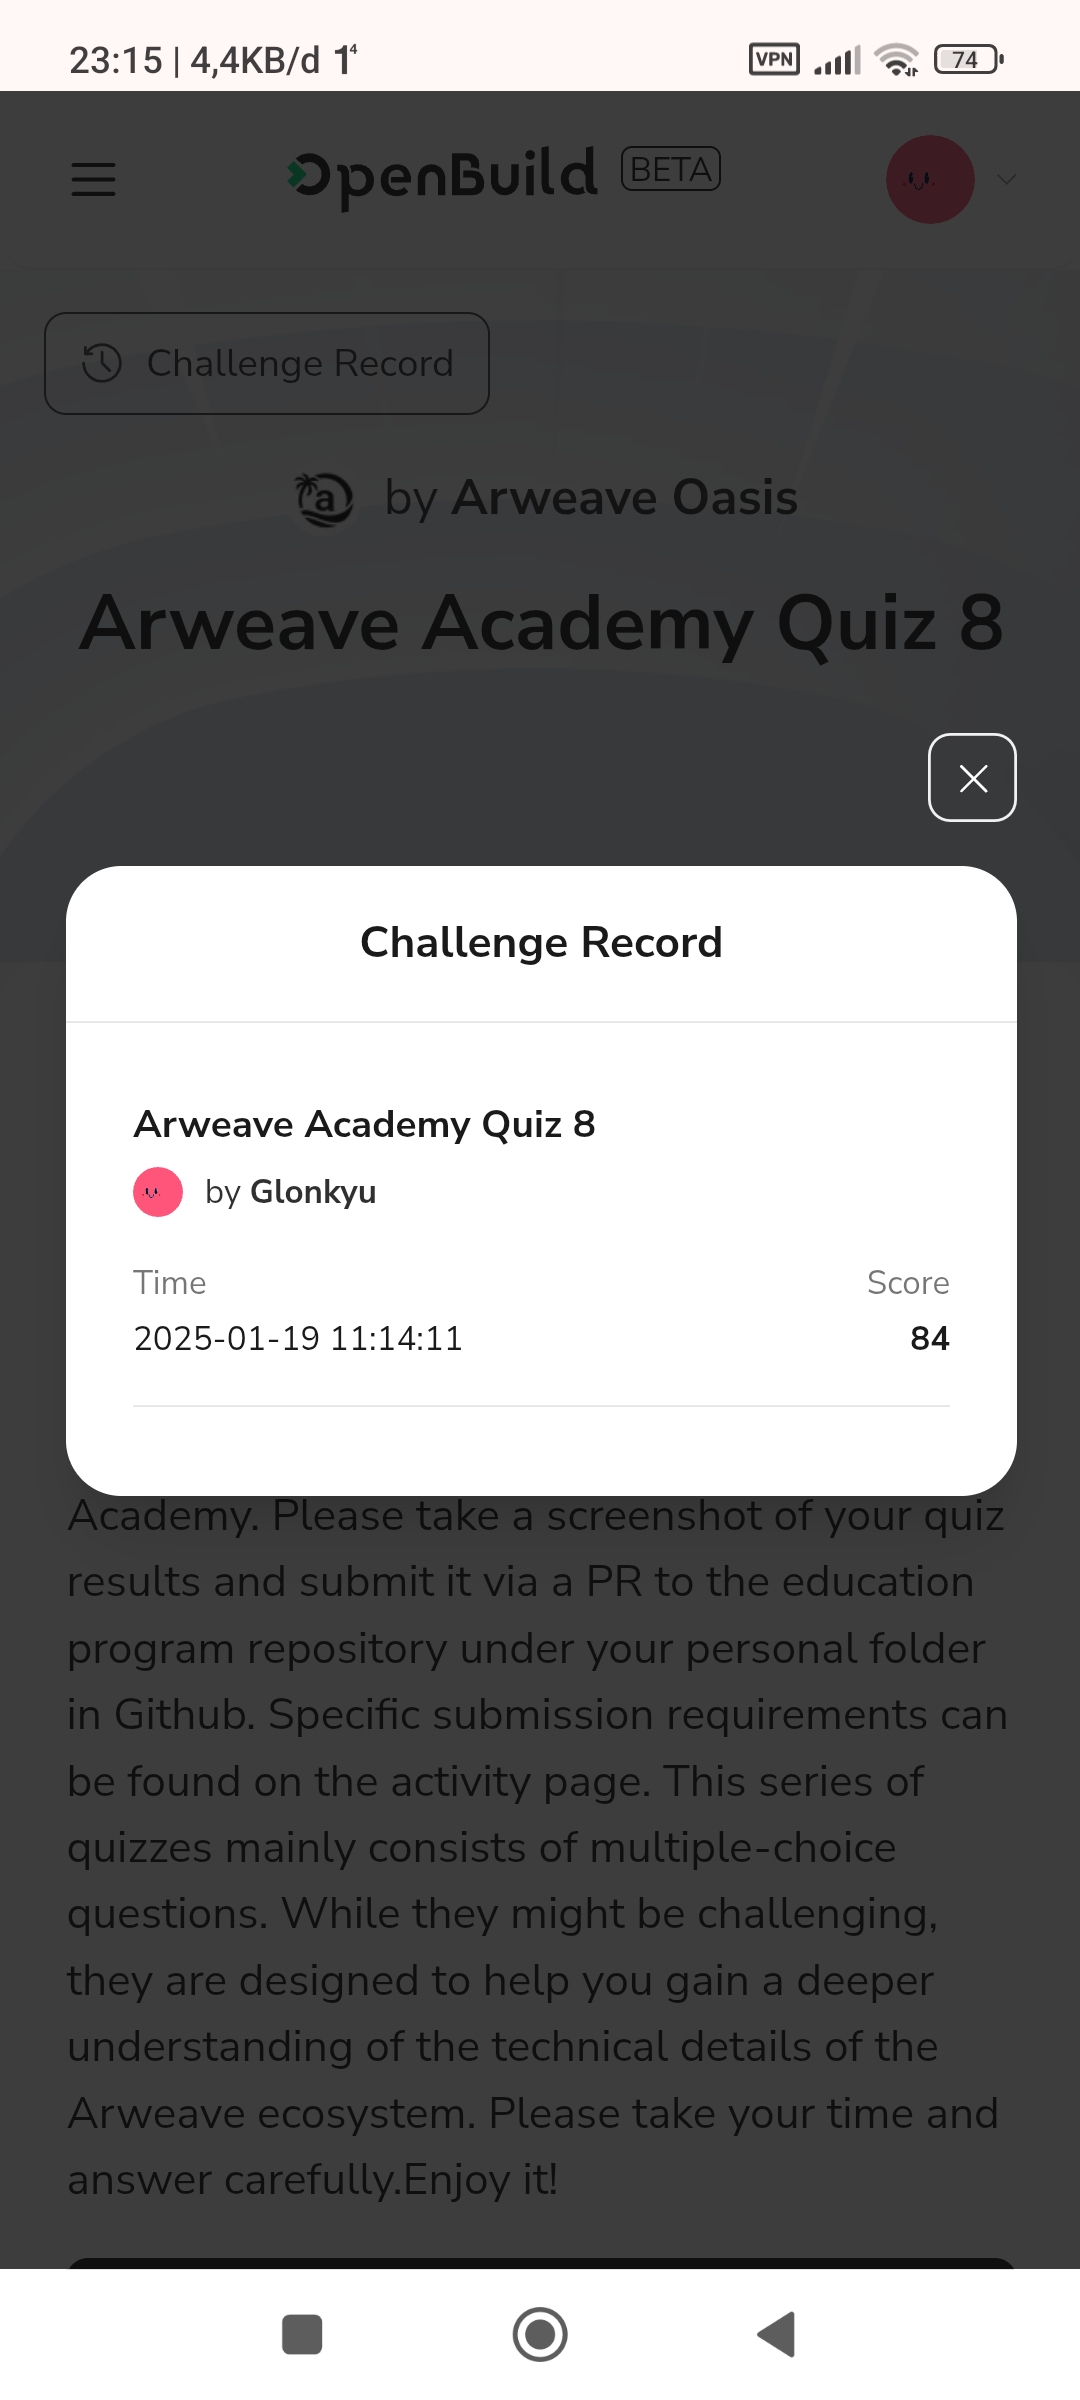 23:15 | 4,4KB/d 1⁴ VPN 74
OpenBuild BETA
Challenge Record
by Arweave Oasis
Arweave Academy Quiz 8
Challenge Record
Arweave Academy Quiz 8
by Glonkyu
Time Score
2025-01-19 11:14:11 84
Academy. Please take a screenshot of your quiz
results and submit it via a PR to the education
program repository under your personal folder
in Github. Specific submission requirements can
be found on the activity page. This series of
quizzes mainly consists of multiple-choice
questions. While they might be challenging,
they are designed to help you gain a deeper
understanding of the technical details of the
Arweave ecosystem. Please take your time and
answer carefully.Enjoy it!